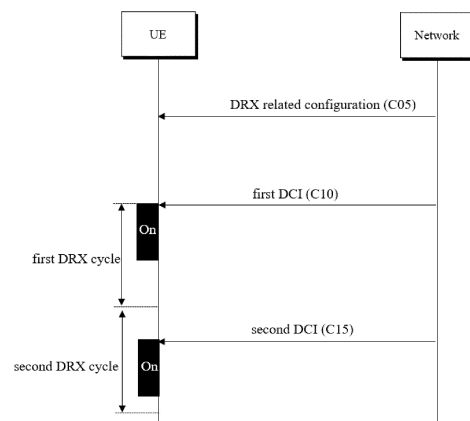 UE
Network
DRX related configuration (C05)
first DCI (C10)
On
first DRX cycle
second DCI (C15)
On
second DRX cycle